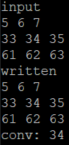 input
5 6 7
33 34 35
61 62 63
written
5 6 7
33 34 35
61 62 63
conv: 34